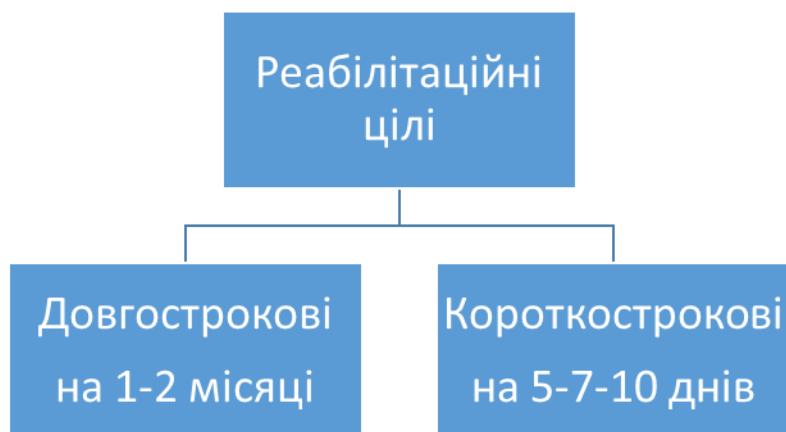 Реабілітаційні
цілі
Довгострокові
на 1-2 місяці
Короткострокові
на 5-7-10 днів